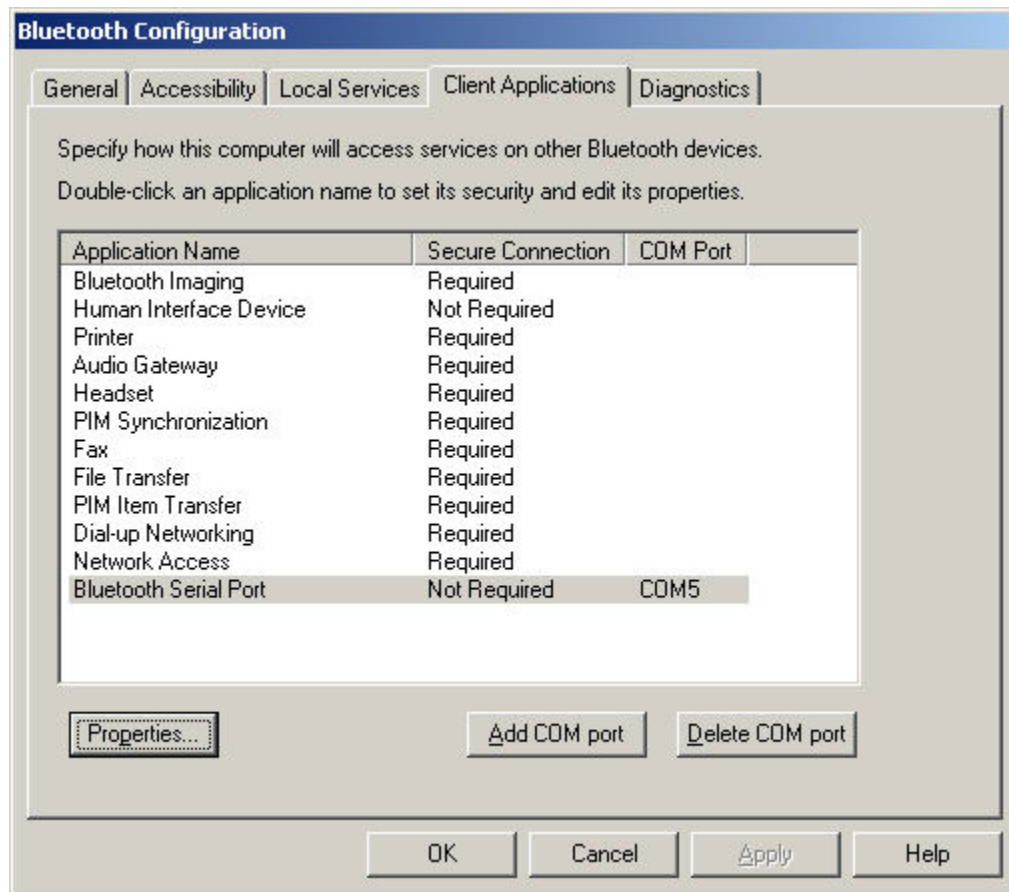 Bluetooth Configuration
General Accessibility Local Services Client Applications Diagnostics
Specify how this computer will access services on other Bluetooth devices.
Double-click an application name to set its security and edit its properties.
Application Name Secure Connection COM Port
Bluetooth Imaging Required
Human Interface Device Not Required
Printer Required
Audio Gateway Required
Headset Required
PIM Synchronization Required
Fax Required
File Transfer Required
PIM Item Transfer Required
Dial-up Networking Required
Network Access Required
Bluetooth Serial Port Not Required COM5
Properties... Add COM port Delete COM port
OK Cancel Apply Help